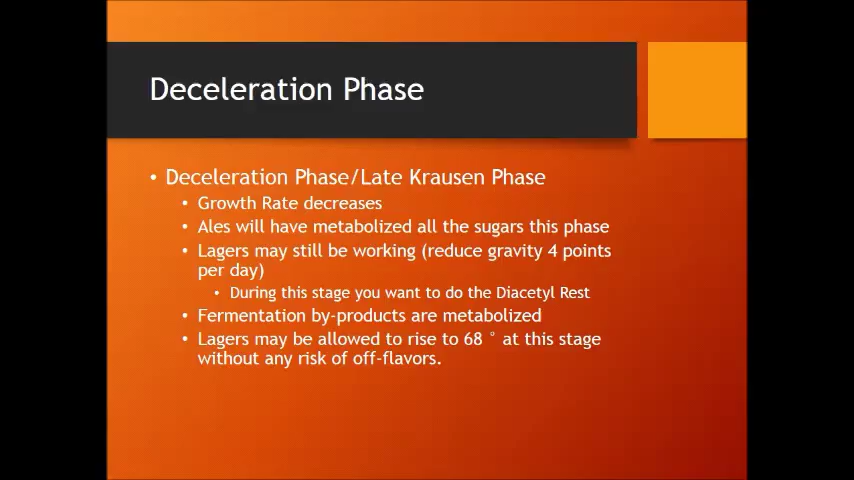 Deceleration Phase
• Deceleration Phase/Late Krausen Phase
• Growth Rate decreases
• Ales will have metabolized all the sugars this phase
• Lagers may still be working (reduce gravity 4 points
per day)
• During this stage you want to do the Diacetyl Rest
• Fermentation by-products are metabolized
• Lagers may be allowed to rise to 68 ° at this stage
without any risk of off-flavors.